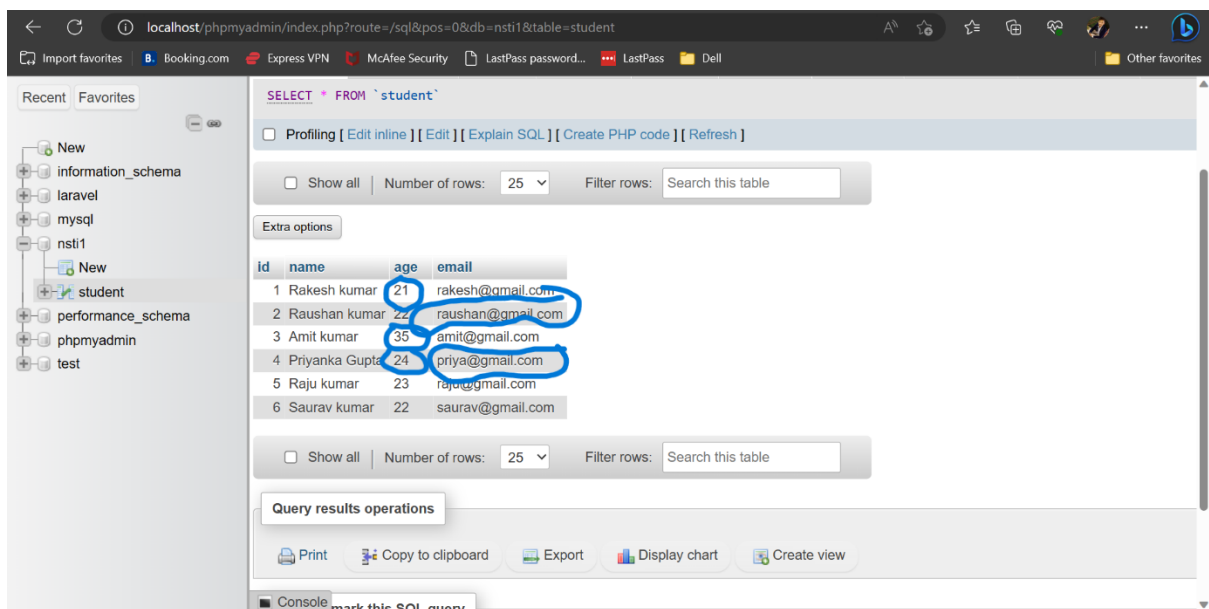 localhost/phpmyadmin/index.php?route=/sql&pos=0&db=nsti1&table=student
Import favorites B. Booking.com Express VPN McAfee Security LastPass password... LastPass Dell Other favorites
Recent Favorites
New
information_schema
laravel
mysql
nsti1
New
student
performance_schema
phpmyadmin
test
SELECT * FROM `student`
Profiling [ Edit inline ] [ Edit ] [ Explain SQL ] [ Create PHP code ] [ Refresh ]
Show all | Number of rows: 25 Filter rows: Search this table
Extra options
id name age email
1 Rakesh kumar 21 rakesh@gmail.com
2 Raushan kumar 22 raushan@gmail.com
3 Amit kumar 35 amit@gmail.com
4 Priyanka Gupta 24 priya@gmail.com
5 Raju kumar 23 raju@gmail.com
6 Saurav kumar 22 saurav@gmail.com
Show all | Number of rows: 25 Filter rows: Search this table
Query results operations
Print Copy to clipboard Export Display chart Create view
Console mark this SQL query